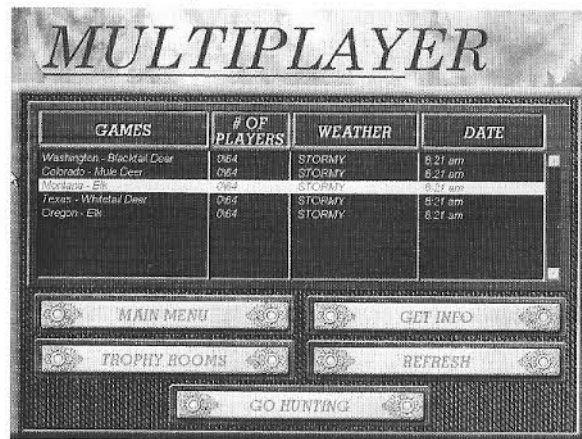 MULTIPLAYER
GAMES # OF PLAYERS WEATHER DATE
Washington - Blacktail Deer 0\64 STORMY 6:21 am
Colorado - Mule Deer 0\64 STORMY 6:21 am
Montana - Elk 0\64 STORMY 6:21 am
Texas - Whitetail Deer 0\64 STORMY 6:21 am
Oregon - Elk 0\64 STORMY 6:21 am
MAIN MENU GET INFO
TROPHY ROOMS REFRESH
GO HUNTING